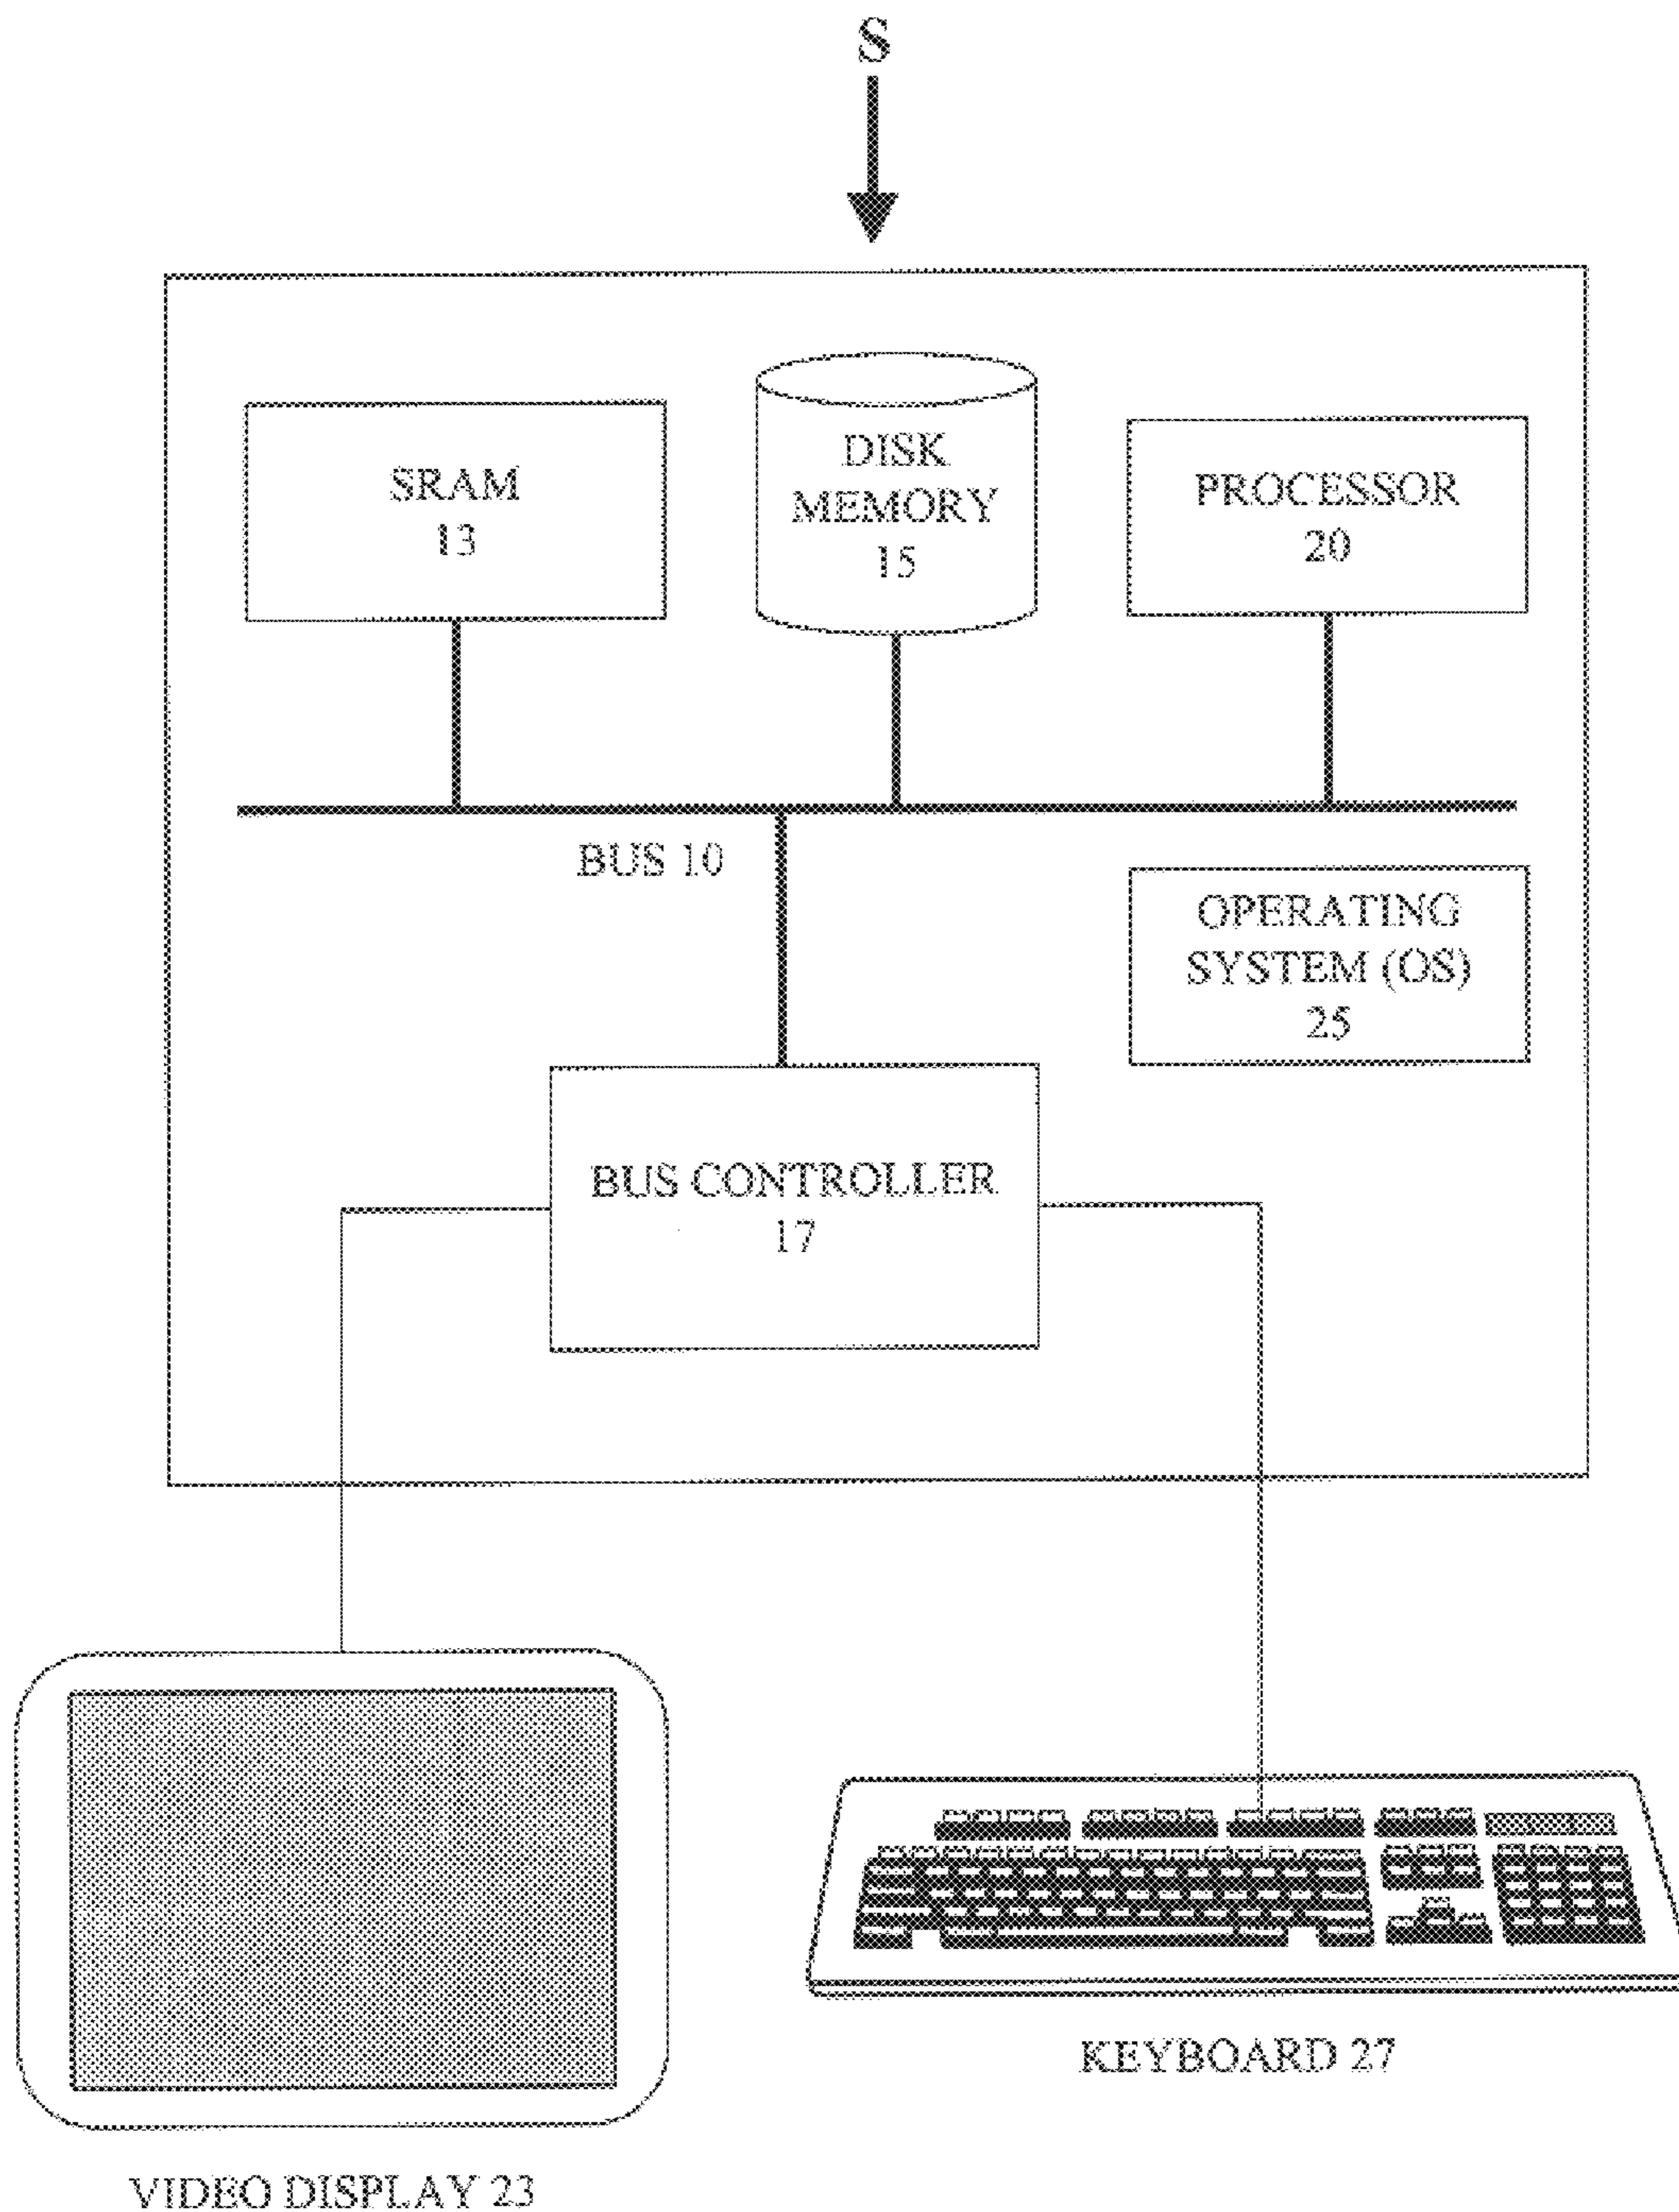 S
SRAM
13
DISK
MEMORY
15
PROCESSOR
20
BUS 10
OPERATING
SYSTEM (OS)
25
BUS CONTROLLER
17
KEYBOARD 27
VIDEO DISPLAY 23